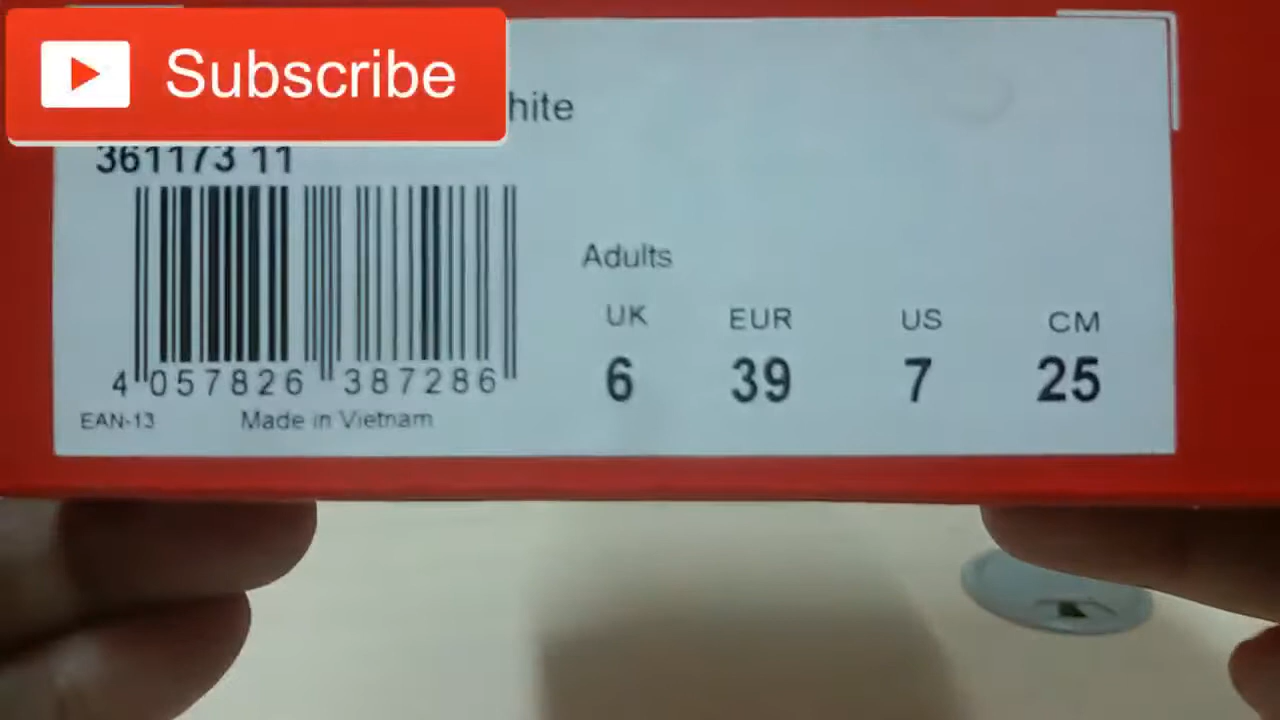 Subscribe
hite
361173 11
Adults
UK EUR US CM
6 39 7 25
4 057826 387286
EAN-13 Made in Vietnam